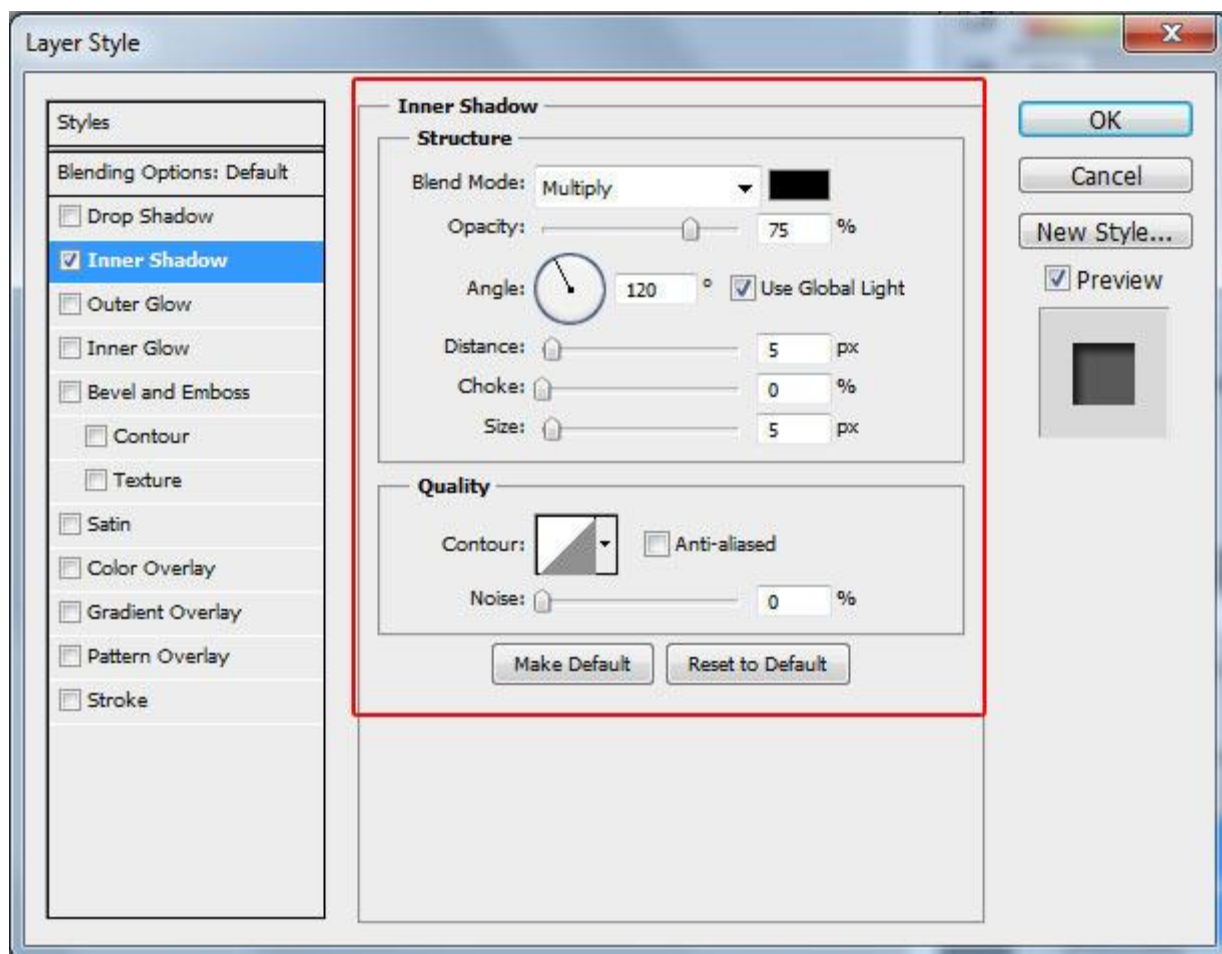 Layer Style
X
Styles
Blending Options: Default
Drop Shadow
Inner Shadow
Outer Glow
Inner Glow
Bevel and Emboss
Contour
Texture
Satin
Color Overlay
Gradient Overlay
Pattern Overlay
Stroke
Inner Shadow
Structure
Blend Mode: Multiply
Opacity: 75 %
Angle: 120 ° Use Global Light
Distance: 5 px
Choke: 0 %
Size: 5 px
Quality
Contour: Anti-aliased
Noise: 0 %
Make Default Reset to Default
OK
Cancel
New Style...
Preview